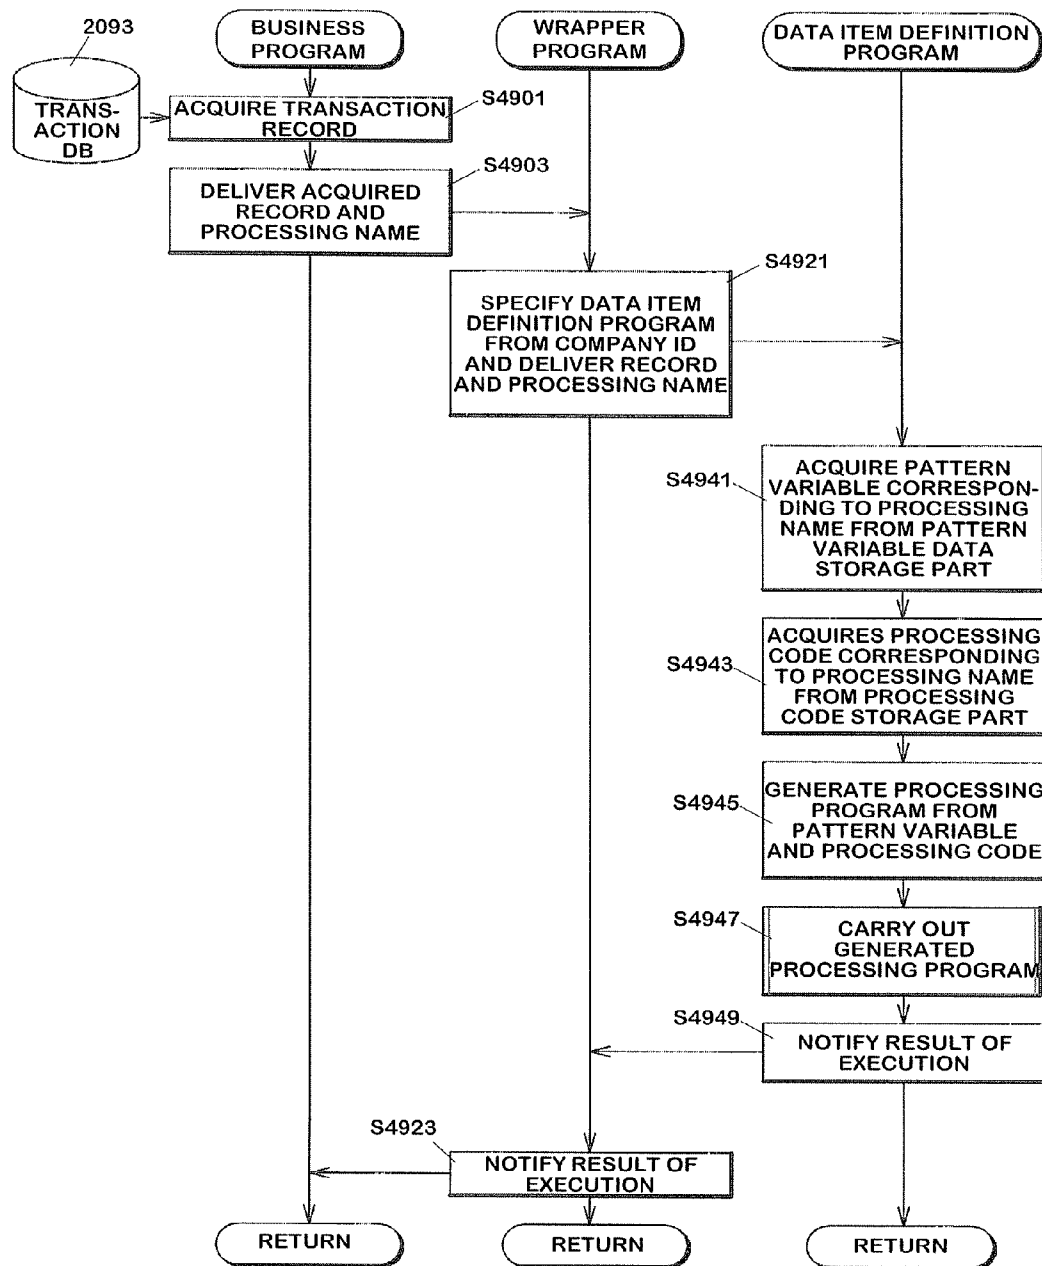 2093
BUSINESS
PROGRAM
WRAPPER
PROGRAM
DATA ITEM DEFINITION
PROGRAM
TRANS-
ACTION
DB
ACQUIRE TRANSACTION
RECORD
S4901
DELIVER ACQUIRED
RECORD AND
PROCESSING NAME
S4903
SPECIFY DATA ITEM
DEFINITION PROGRAM
FROM COMPANY ID
AND DELIVER RECORD
AND PROCESSING NAME
S4921
S4941
ACQUIRE PATTERN
VARIABLE CORRESPON-
DING TO PROCESSING
NAME FROM PATTERN
VARIABLE DATA
STORAGE PART
S4943
ACQUIRES PROCESSING
CODE CORRESPONDING
TO PROCESSING NAME
FROM PROCESSING
CODE STORAGE PART
S4945
GENERATE PROCESSING
PROGRAM FROM
PATTERN VARIABLE
AND PROCESSING CODE
S4947
CARRY OUT
GENERATED
PROCESSING PROGRAM
S4949
NOTIFY RESULT OF
EXECUTION
S4923
NOTIFY RESULT OF
EXECUTION
RETURN
RETURN
RETURN